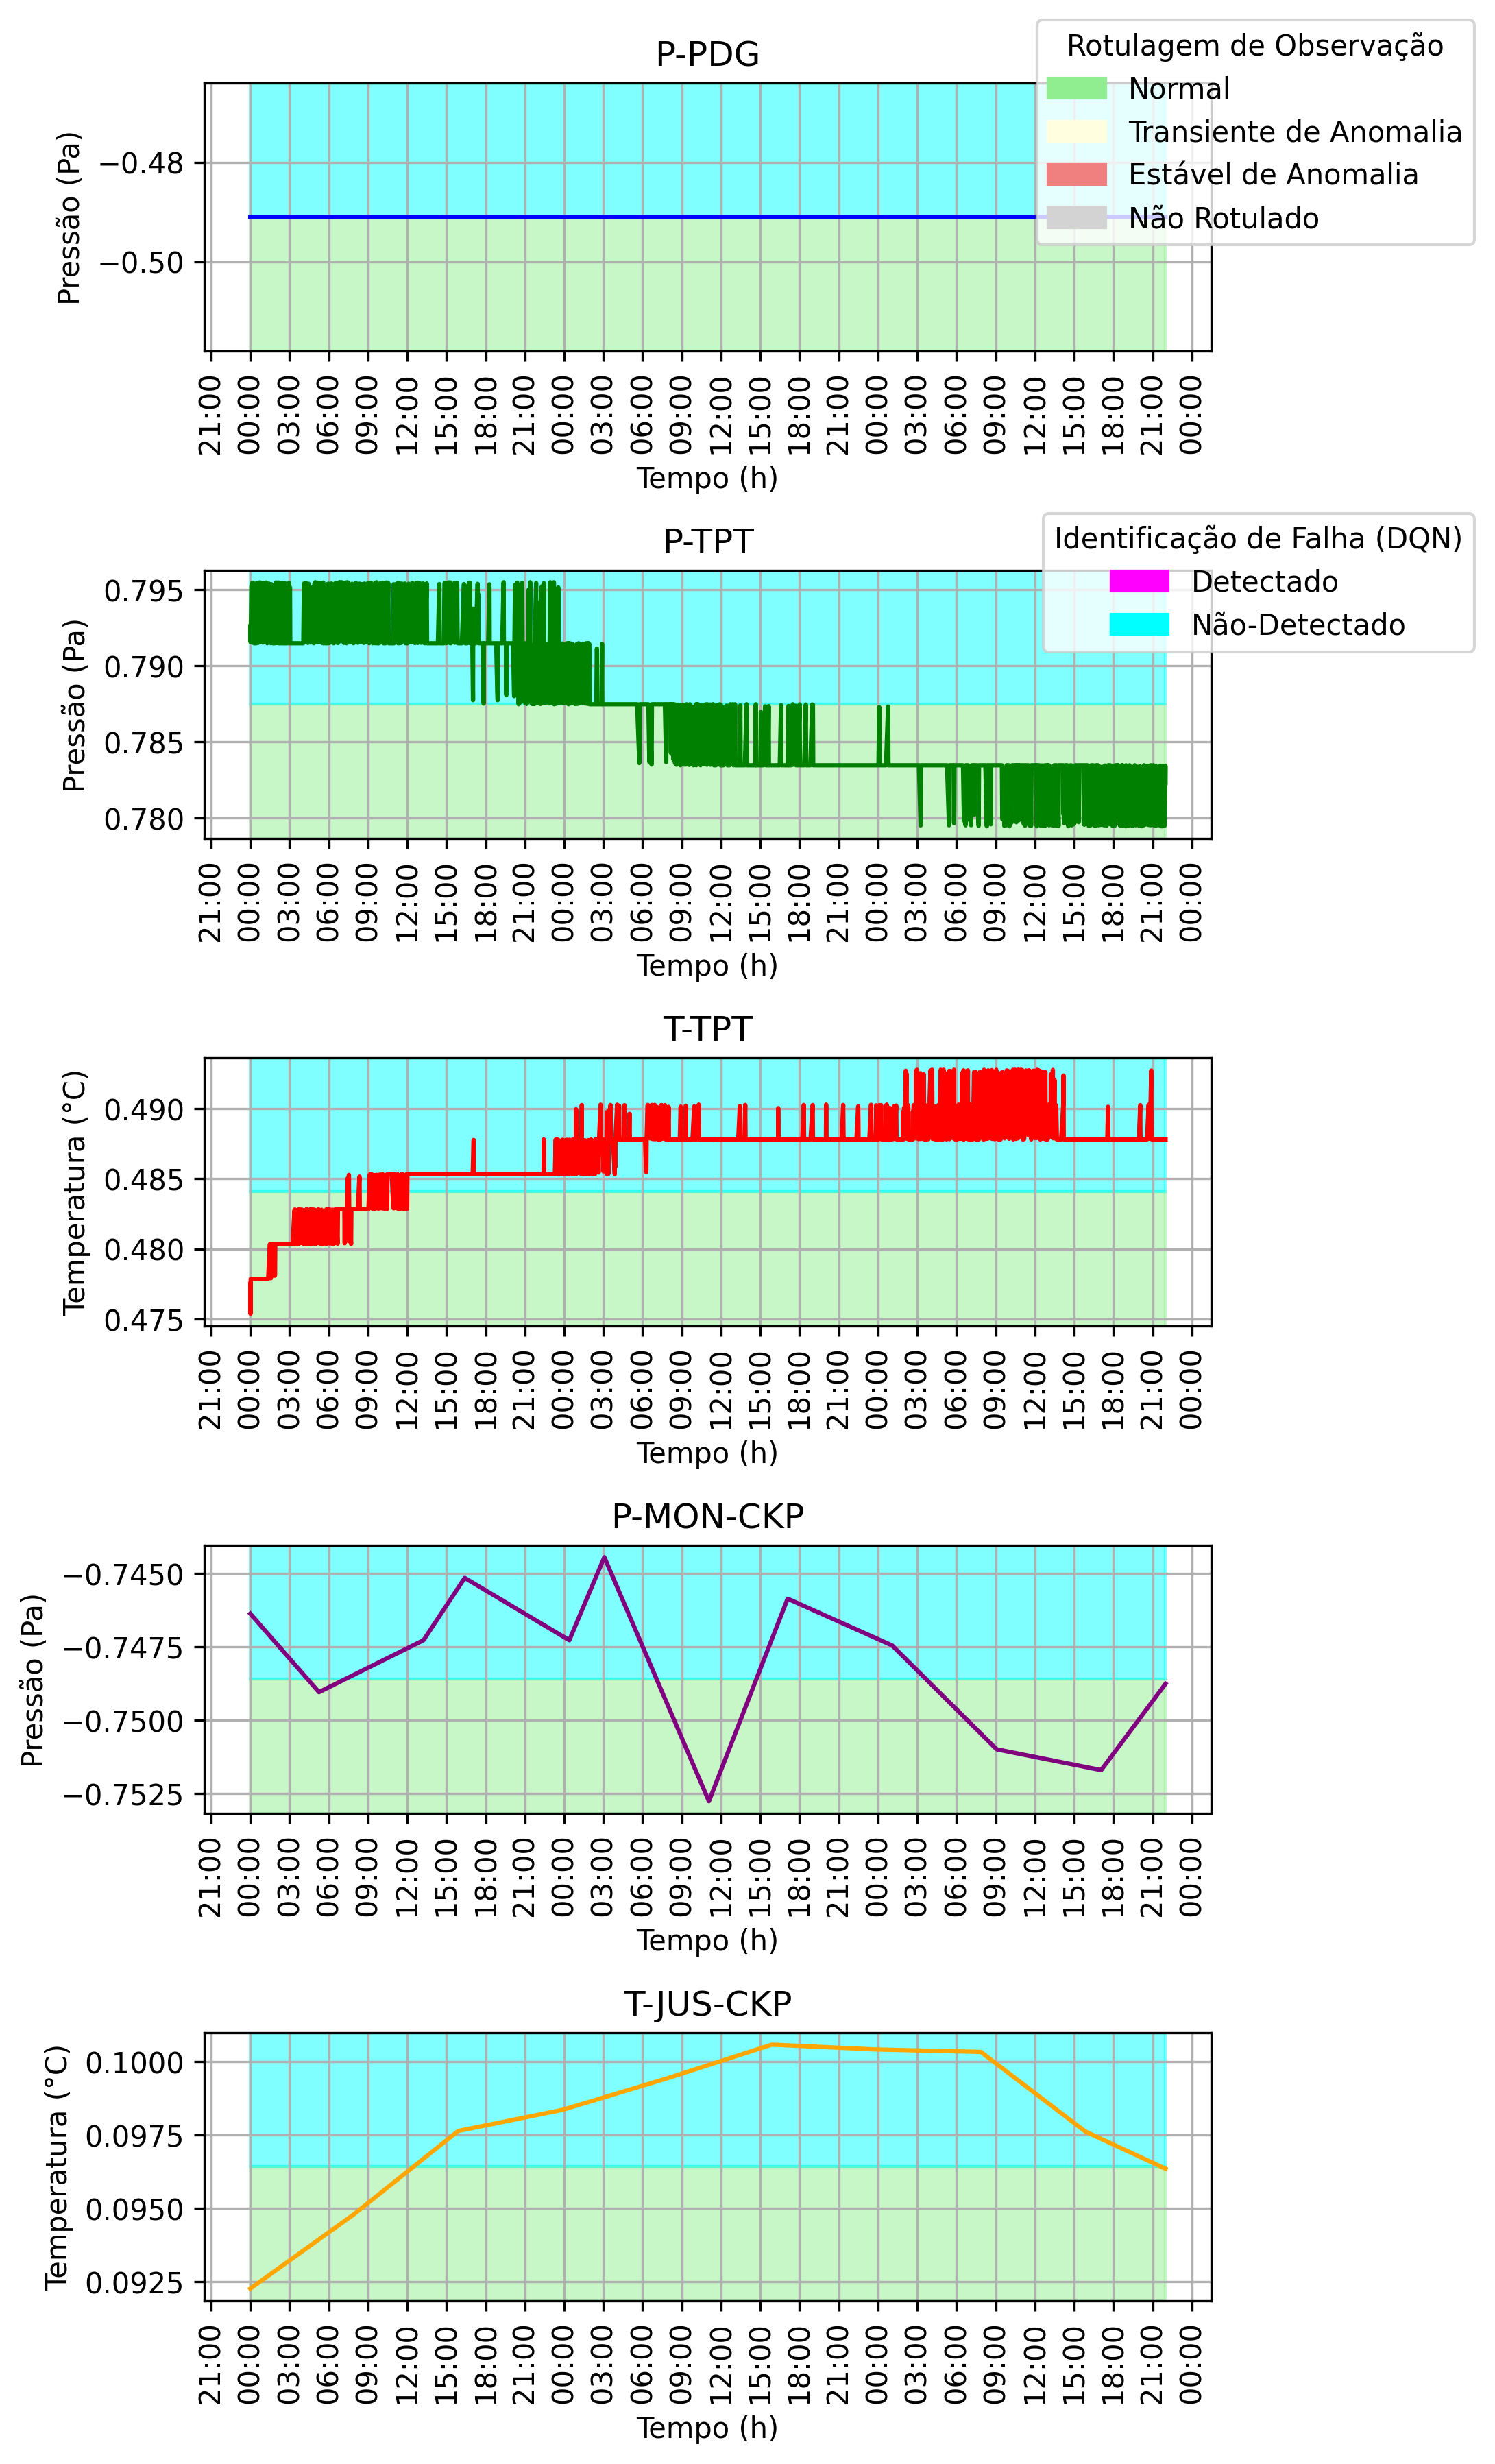 P-PDG
Rotulagem de Observação
Normal
Transiente de Anomalia
Estável de Anomalia
Não Rotulado
Pressão (Pa)
−0.48
−0.50
21:00 00:00 03:00 06:00 09:00 12:00 15:00 18:00 21:00 00:00 03:00 06:00 09:00 12:00 15:00 18:00 21:00 00:00 03:00 06:00 09:00 12:00 15:00 18:00 21:00 00:00
Tempo (h)
P-TPT
Identificação de Falha (DQN)
Detectado
Não-Detectado
Pressão (Pa)
0.795
0.790
0.785
0.780
21:00 00:00 03:00 06:00 09:00 12:00 15:00 18:00 21:00 00:00 03:00 06:00 09:00 12:00 15:00 18:00 21:00 00:00 03:00 06:00 09:00 12:00 15:00 18:00 21:00 00:00
Tempo (h)
T-TPT
Temperatura (°C)
0.490
0.485
0.480
0.475
21:00 00:00 03:00 06:00 09:00 12:00 15:00 18:00 21:00 00:00 03:00 06:00 09:00 12:00 15:00 18:00 21:00 00:00 03:00 06:00 09:00 12:00 15:00 18:00 21:00 00:00
Tempo (h)
P-MON-CKP
Pressão (Pa)
−0.7450
−0.7475
−0.7500
−0.7525
21:00 00:00 03:00 06:00 09:00 12:00 15:00 18:00 21:00 00:00 03:00 06:00 09:00 12:00 15:00 18:00 21:00 00:00 03:00 06:00 09:00 12:00 15:00 18:00 21:00 00:00
Tempo (h)
T-JUS-CKP
Temperatura (°C)
0.1000
0.0975
0.0950
0.0925
21:00 00:00 03:00 06:00 09:00 12:00 15:00 18:00 21:00 00:00 03:00 06:00 09:00 12:00 15:00 18:00 21:00 00:00 03:00 06:00 09:00 12:00 15:00 18:00 21:00 00:00
Tempo (h)